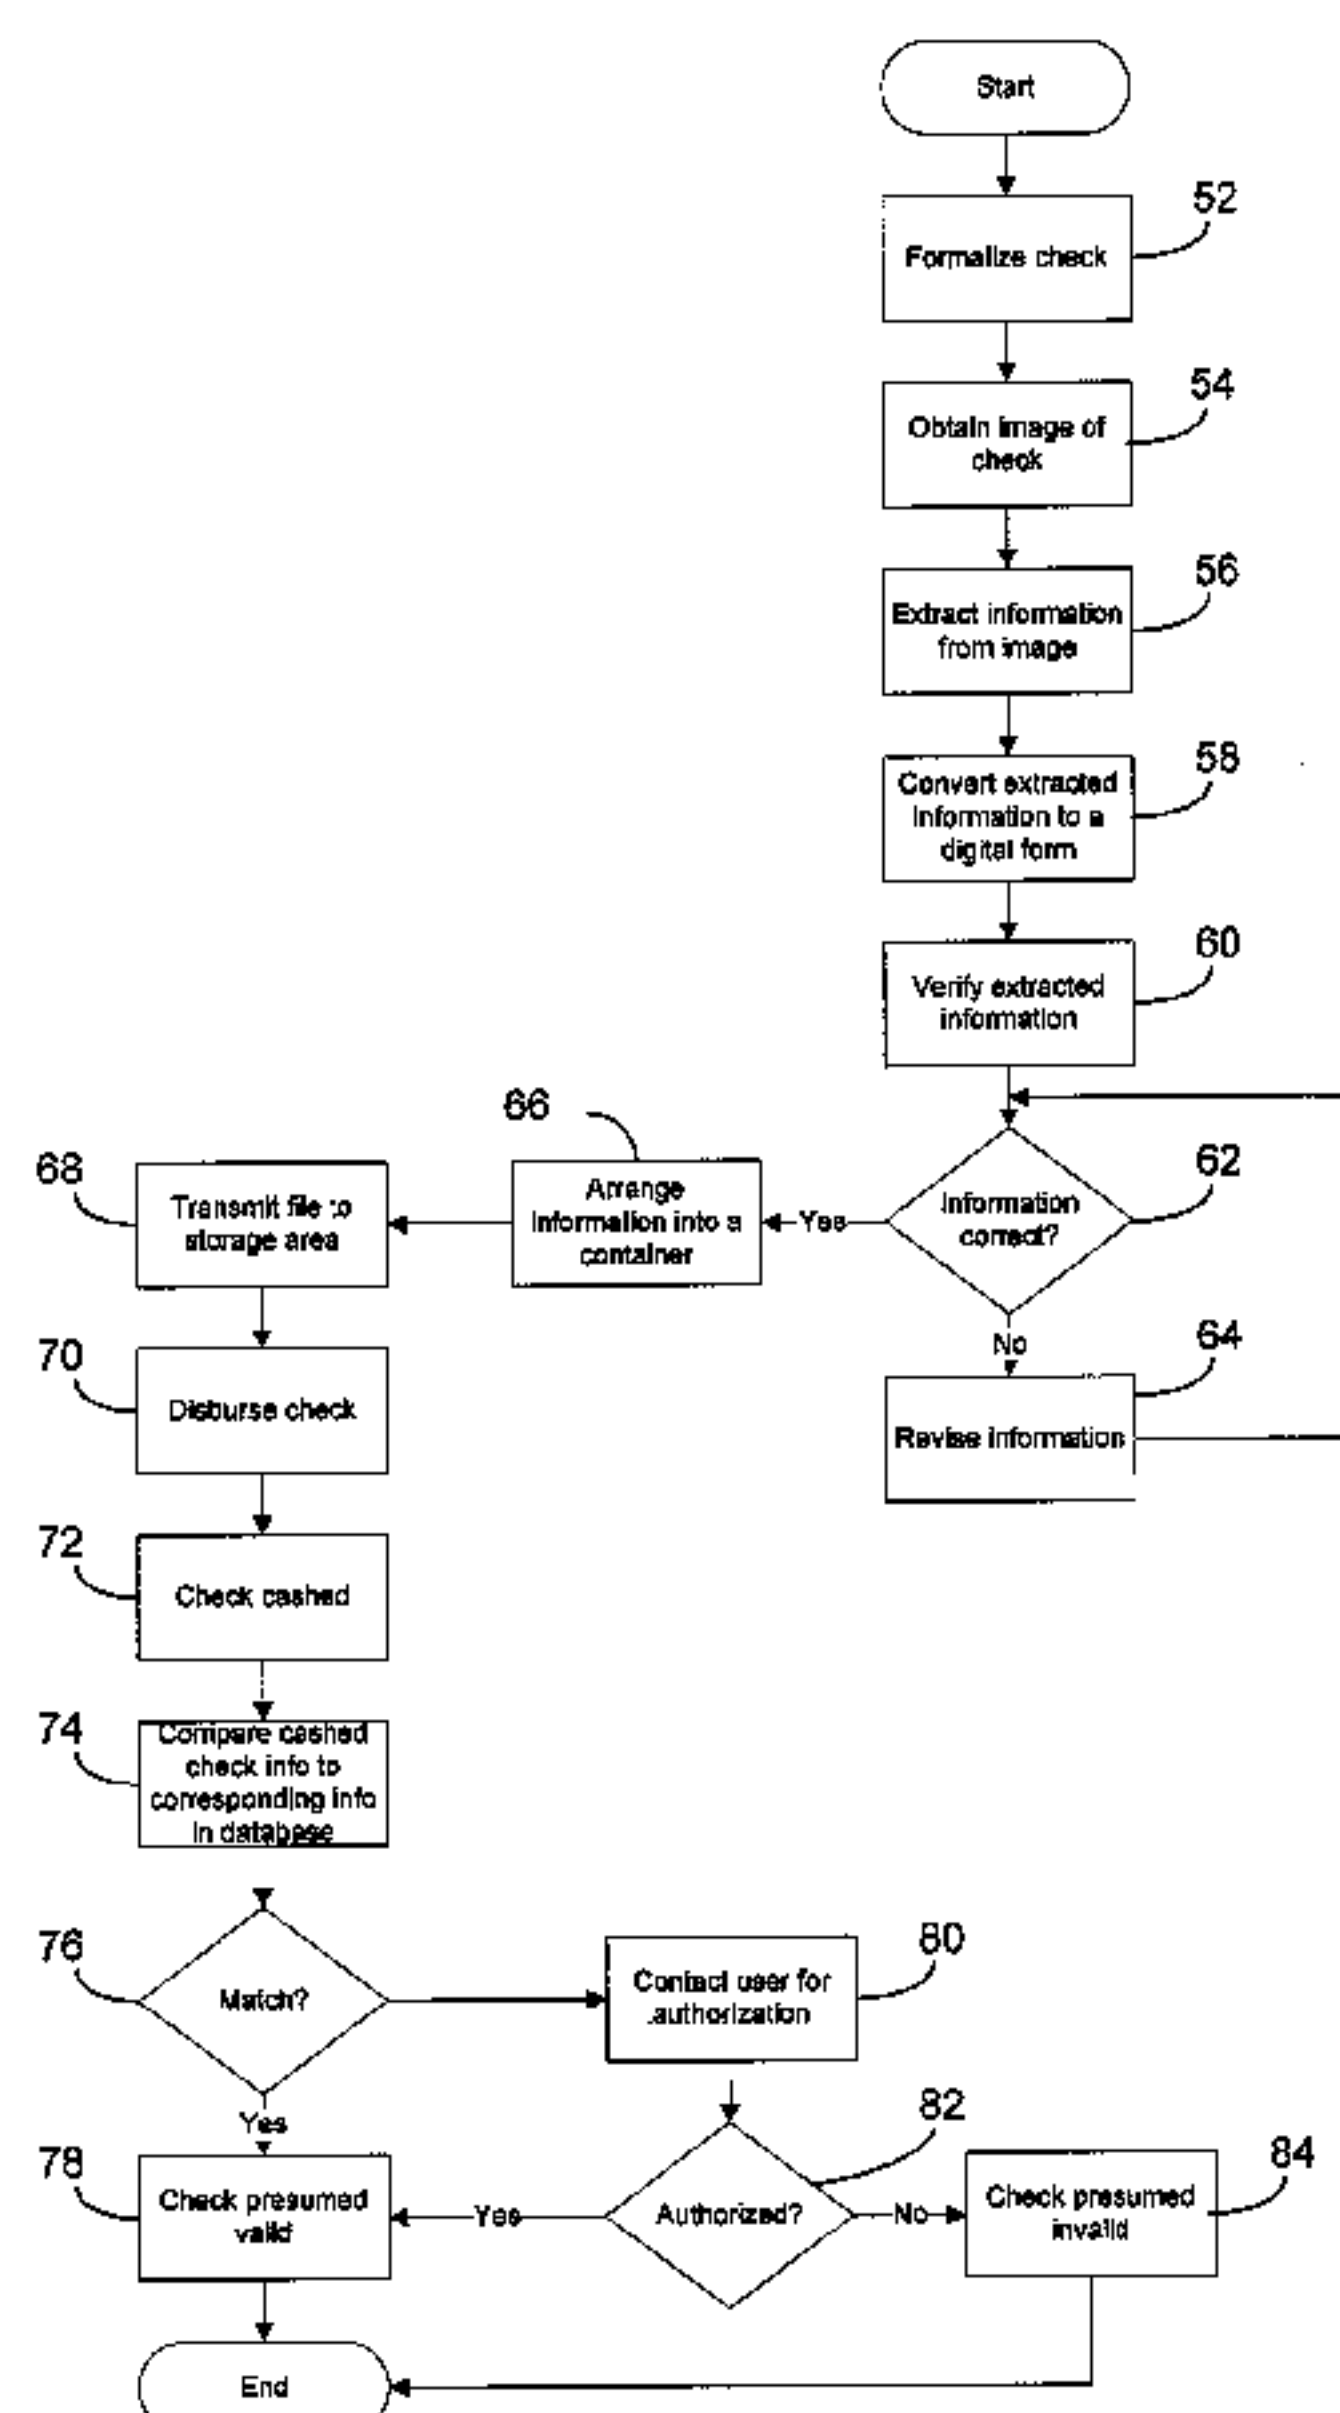 Start
52
Formalize check
54
Obtain image of
check
56
Extract information
from image
58
Convert extracted
information to a
digital form
60
Verify extracted
information
62
Information
correct?
Yes
No
64
Revise information
66
Arrange
information into a
container
68
Transmit file to
storage area
70
Disburse check
72
Check cashed
74
Compare cashed
check info to
corresponding info
in database
76
Match?
Yes
80
Contact user for
authorization
82
Authorized?
Yes
No
78
Check presumed
valid
84
Check presumed
invalid
End